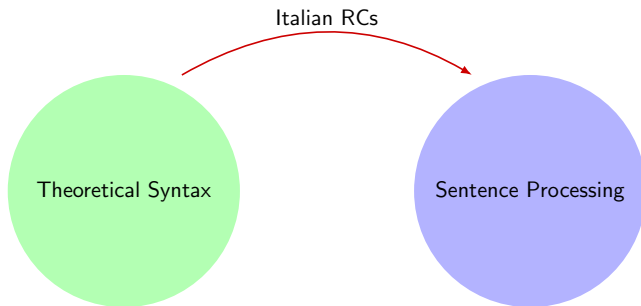 Italian RCs
Theoretical Syntax
Sentence Processing